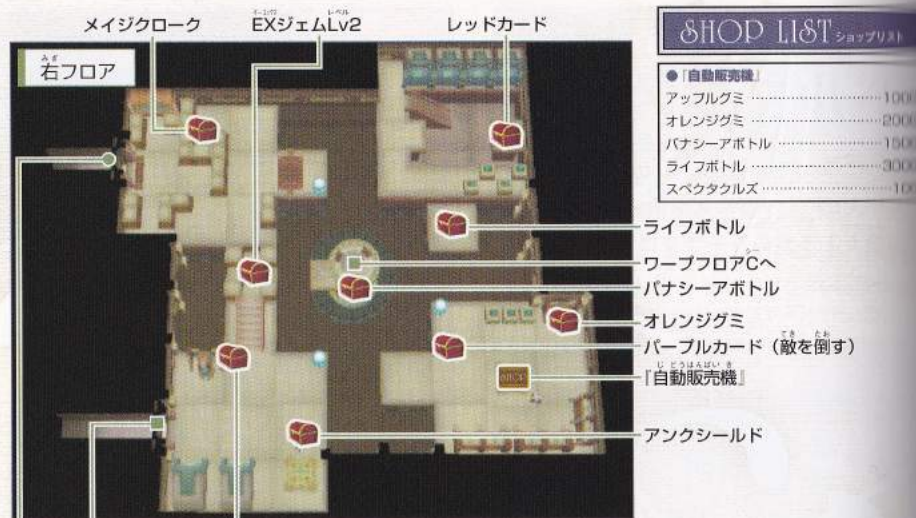 メイジクローク
EXジェムLv2
レッドカード
右フロア
SHOP LIST ショップリスト
●『自動販売機』
アップルグミ
オレンジグミ
パナシーアボトル
ライフボトル
スペクタクルズ
ライフボトル
ワープフロアCへ
パナシーアボトル
オレンジグミ
パープルカード（敵を倒す）
『自動販売機』
アンクシールド